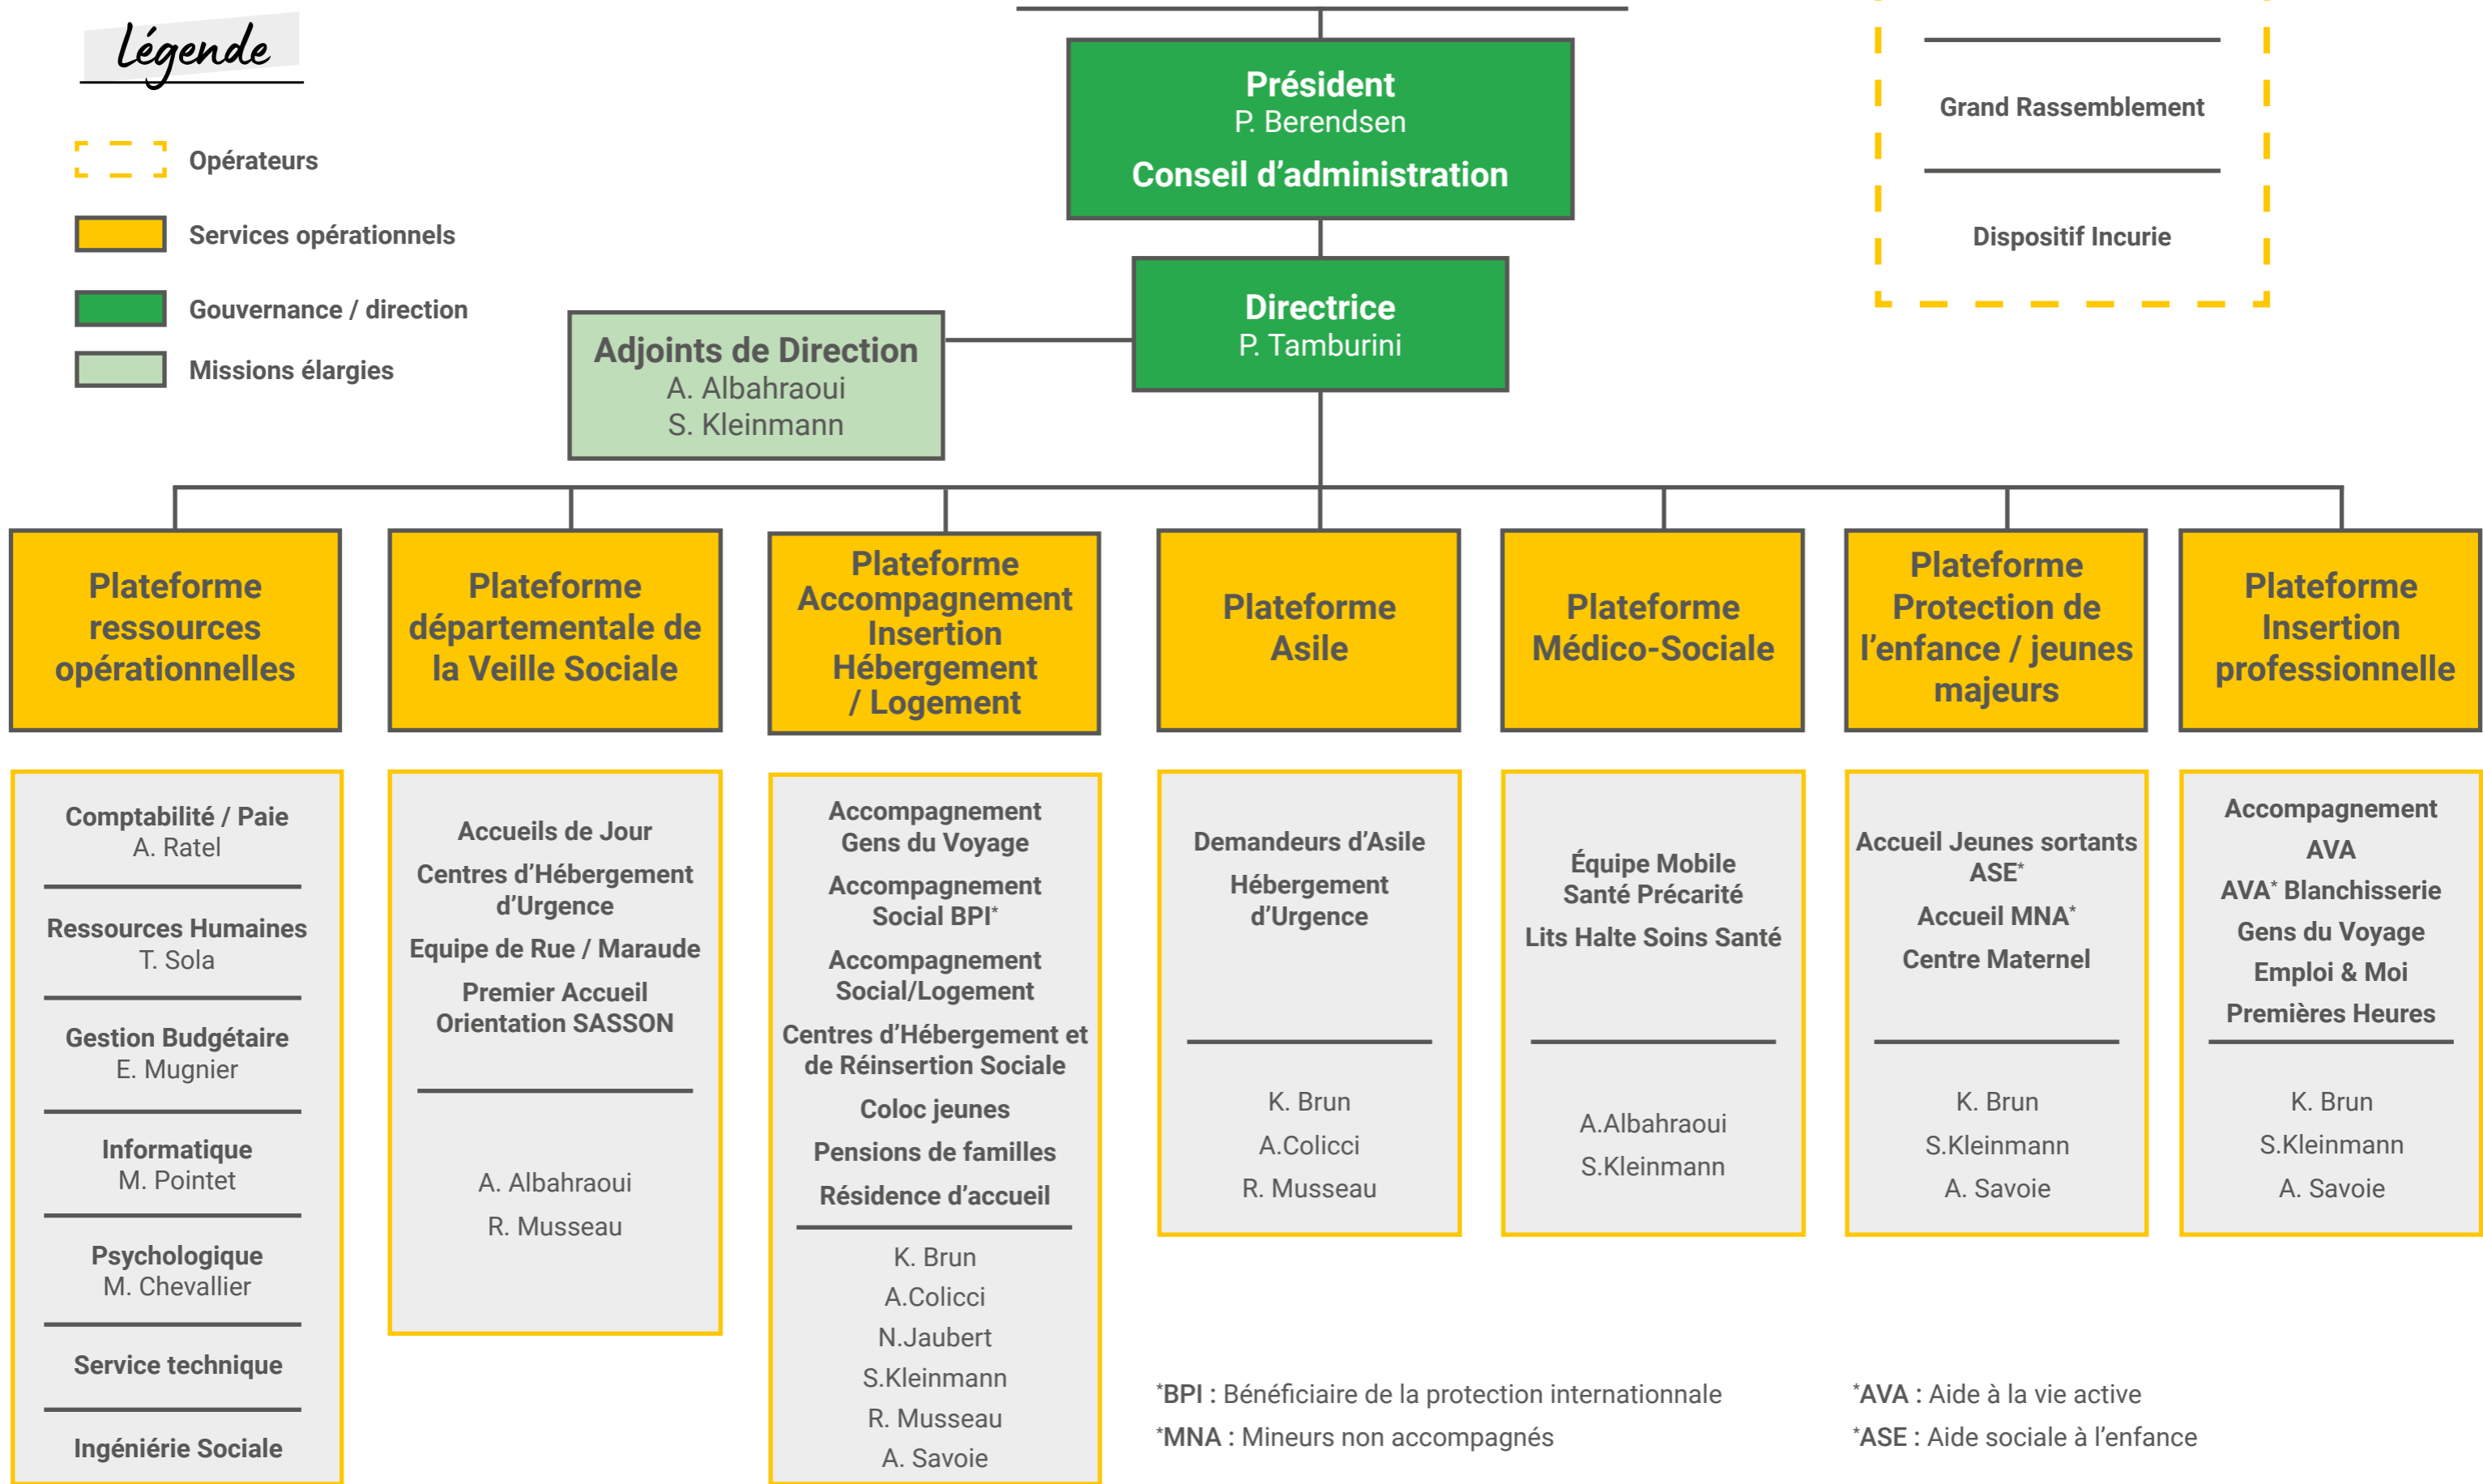 Légende
Opérateurs
Services opérationnels
Gouvernance / direction
Missions élargies
Président
P. Berendsen
Conseil d’administration
Grand Rassemblement
Dispositif Incurie
Directrice
P. Tamburini
Adjoints de Direction
A. Albahraoui
S. Kleinmann
Plateforme
ressources
opérationnelles
Comptabilité / Paie
A. Ratel
Ressources Humaines
T. Sola
Gestion Budgétaire
E. Mugnier
Informatique
M. Pointet
Psychologique
M. Chevallier
Service technique
Ingéniérie Sociale
Plateforme
départementale de
la Veille Sociale
Accueils de Jour
Centres d’Hébergement
d’Urgence
Equipe de Rue / Maraude
Premier Accueil
Orientation SASSON
A. Albahraoui
R. Musseau
Plateforme
Accompagnement
Insertion
Hébergement
/ Logement
Accompagnement
Gens du Voyage
Accompagnement
Social BPI*
Accompagnement
Social/Logement
Centres d’Hébergement et
de Réinsertion Sociale
Coloc jeunes
Pensions de familles
Résidence d’accueil
K. Brun
A.Colicci
N.Jaubert
S.Kleinmann
R. Musseau
A. Savoie
Plateforme
Asile
Demandeurs d’Asile
Hébergement
d’Urgence
K. Brun
A.Colicci
R. Musseau
Plateforme
Médico-Sociale
Équipe Mobile
Santé Précarité
Lits Halte Soins Santé
A.Albahraoui
S.Kleinmann
Plateforme
Protection de
l’enfance / jeunes
majeurs
Accueil Jeunes sortants
ASE*
Accueil MNA*
Centre Maternel
K. Brun
S.Kleinmann
A. Savoie
Plateforme
Insertion
professionnelle
Accompagnement
AVA
AVA* Blanchisserie
Gens du Voyage
Emploi & Moi
Premières Heures
K. Brun
S.Kleinmann
A. Savoie
*BPI : Bénéficiaire de la protection internationnale
*MNA : Mineurs non accompagnés
*AVA : Aide à la vie active
*ASE : Aide sociale à l’enfance